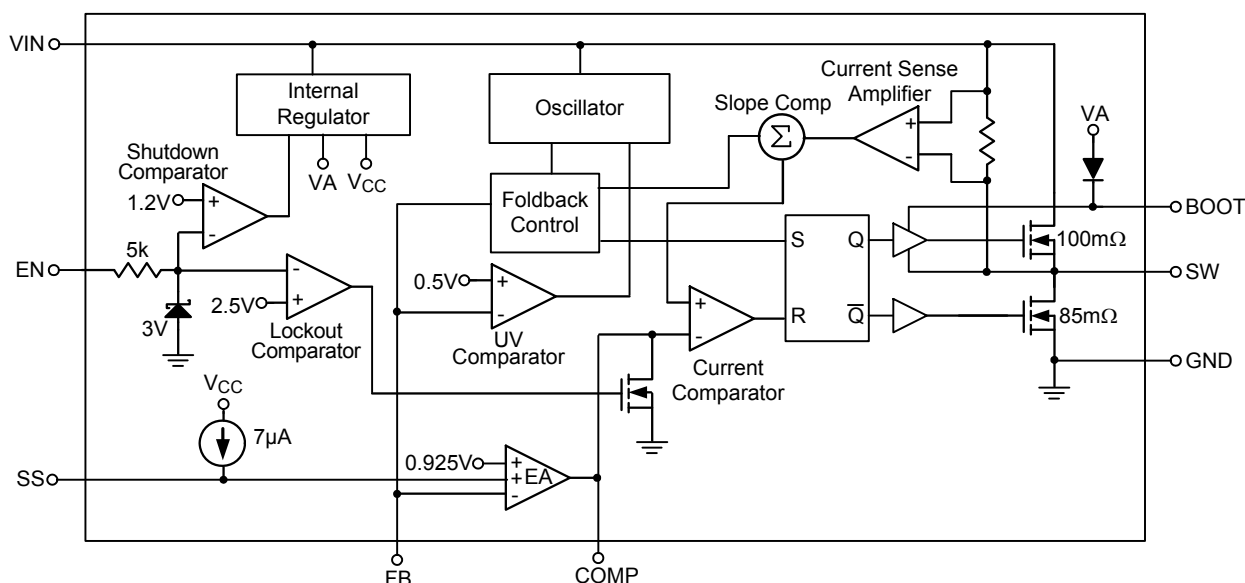 VIN
Internal
Regulator
Oscillator
Slope Comp
Current Sense
Amplifier
+
-
Σ
VA
Shutdown
Comparator
1.2V
+
-
VA
VCC
Foldback
Control
BOOT
S
Q
100mΩ
EN
5k
-
+
2.5V
3V
Lockout
Comparator
0.5V
+
-
UV
Comparator
+
-
Current
Comparator
R
Q
SW
85mΩ
GND
VCC
7µA
SS
0.925V
+
+
-
EA
FB
COMP